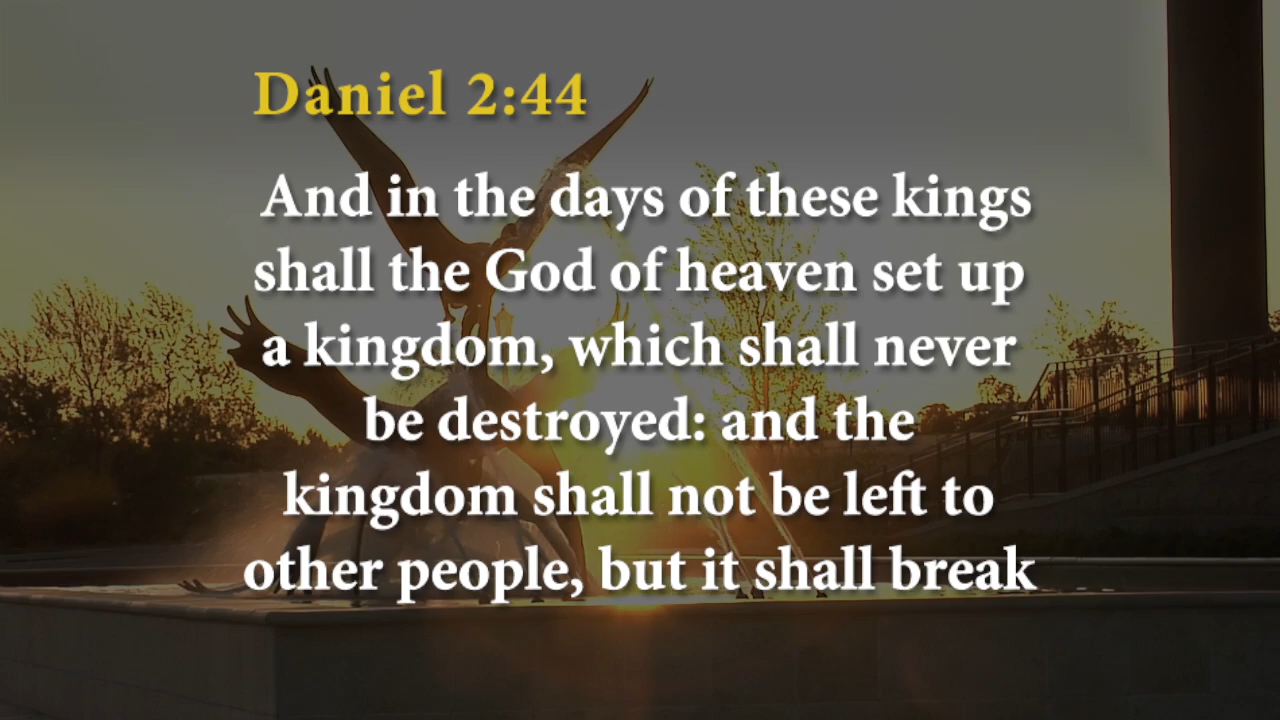 Daniel 2:44
And in the days of these kings
shall the God of heaven set up
a kingdom, which shall never
be destroyed: and the
kingdom shall not be left to
other people, but it shall break